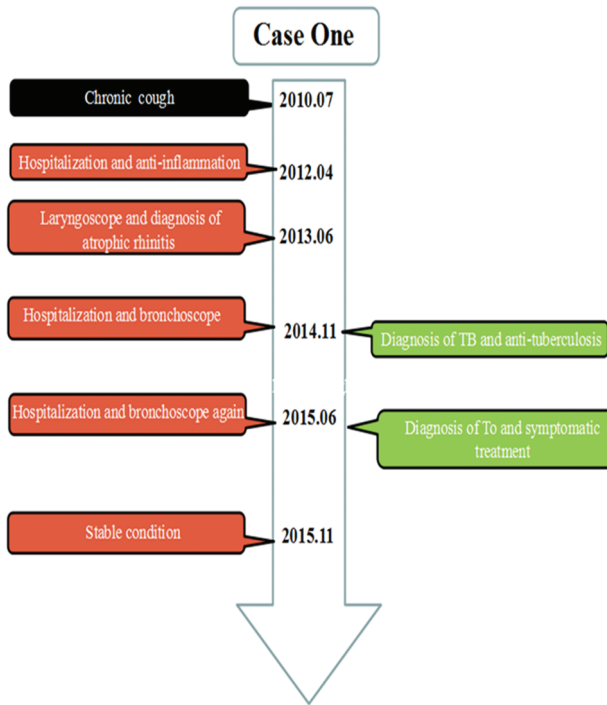 Case One
Chronic cough
2010.07
Hospitalization and anti-inflammation
2012.04
Laryngoscope and diagnosis of
atrophic rhinitis
2013.06
Hospitalization and bronchoscope
2014.11
Diagnosis of TB and anti-tuberculosis
Hospitalization and bronchoscope again
2015.06
Diagnosis of To and symptomatic
treatment
Stable condition
2015.11